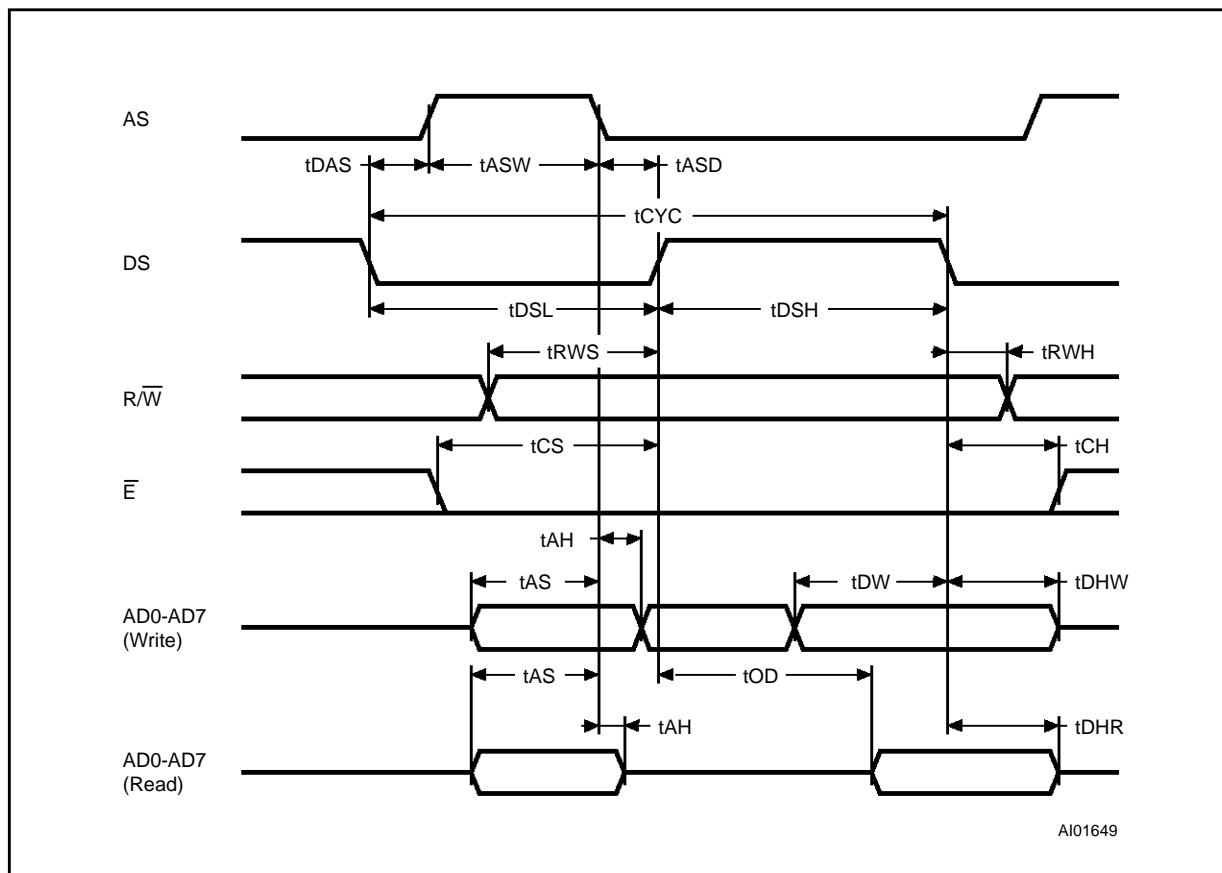 AS
tDAS
tASW
tASD
tCYC
DS
tDSL
tDSH
tRWS
tRWH
R/W̅
tCS
tCH
E̅
tAH
tAS
tDW
tDHW
AD0-AD7
(Write)
tAS
tOD
tAH
tDHR
AD0-AD7
(Read)
AI01649